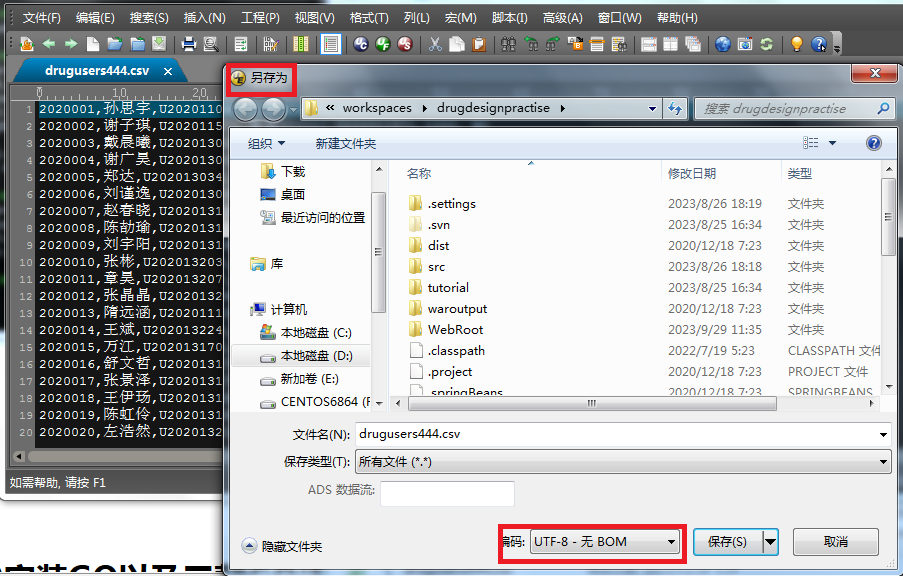 文件(F) 编辑(E) 搜索(S) 插入(N) 工程(P) 视图(V) 格式(T) 列(L) 宏(M) 脚本(I) 高级(A) 窗口(W) 帮助(H)
drugusers444.csv ×
0 10 20
1 2020001,孙思宇,U2020110
2 2020002,谢子琪,U2020115
3 2020003,戴晨曦,U2020130
4 2020004,谢广昊,U2020130
5 2020005,郑达,U202013034
6 2020006,刘谨逸,U2020130
7 2020007,赵春晓,U2020131
8 2020008,陈劼瑜,U2020131
9 2020009,刘宇阳,U2020131
10 2020010,张彬,U202013203
11 2020011,章昊,U202013207
12 2020012,张晶晶,U2020132
13 2020013,隋远涵,U2020111
14 2020014,王斌,U202013224
15 2020015,万江,U202013170
16 2020016,舒文哲,U2020131
17 2020017,张景泽,U2020131
18 2020018,王伊玚,U2020131
19 2020019,陈虹伶,U2020131
20 2020020,左浩然,U2020132
如需帮助, 请按 F1
另存为
« workspaces drugdesignpractise
搜索 drugdesignpractise
组织 新建文件夹
下载
桌面
最近访问的位置
库
计算机
本地磁盘 (C:)
本地磁盘 (D:)
新加卷 (E:)
CENTOS6864 (F
名称 修改日期 类型
.settings 2023/8/26 18:19 文件夹
.svn 2023/8/25 16:34 文件夹
dist 2020/12/18 7:23 文件夹
src 2023/8/26 18:18 文件夹
tutorial 2023/8/25 16:34 文件夹
waroutput 2020/12/18 7:23 文件夹
WebRoot 2023/9/29 11:35 文件夹
.classpath 2022/7/19 5:23 CLASSPATH 文件
.project 2020/12/18 7:23 PROJECT 文件
.springBeans 2020/12/18 7:23 SPRINGBEANS
文件名(N): drugusers444.csv
保存类型(T): 所有文件 (*.*)
ADS 数据流:
隐藏文件夹
编码: UTF-8 - 无 BOM
保存(S)
取消